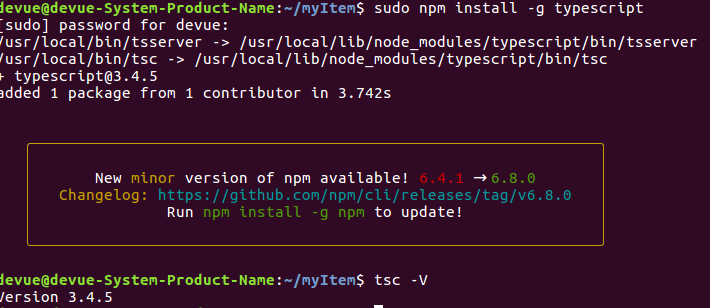 devue@devue-System-Product-Name:~/myItem$ sudo npm install -g typescript
[sudo] password for devue:
/usr/local/bin/tsserver -> /usr/local/lib/node_modules/typescript/bin/tsserver
/usr/local/bin/tsc -> /usr/local/lib/node_modules/typescript/bin/tsc
+ typescript@3.4.5
added 1 package from 1 contributor in 3.742s
New minor version of npm available! 6.4.1 → 6.8.0
Changelog: https://github.com/npm/cli/releases/tag/v6.8.0
Run npm install -g npm to update!
devue@devue-System-Product-Name:~/myItem$ tsc -V
Version 3.4.5